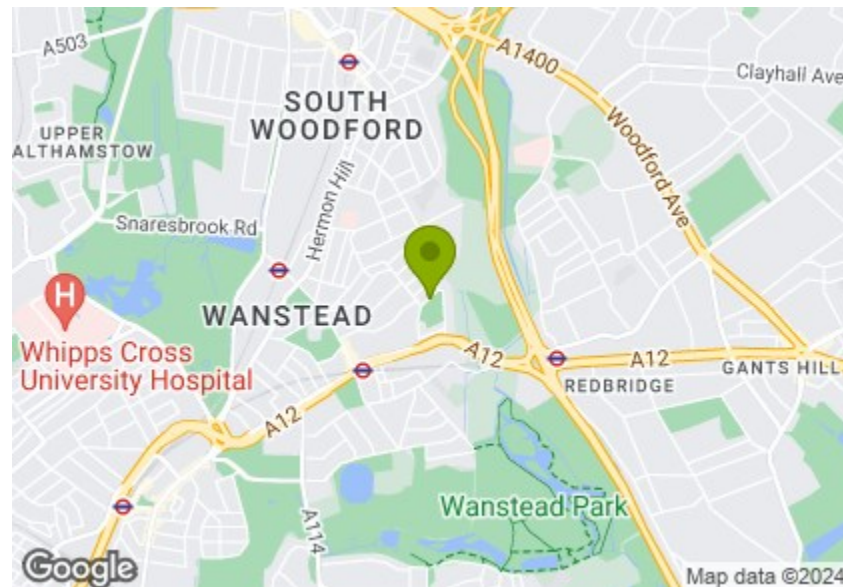 A503
A1400
Clayhall Ave
SOUTH
WOODFORD
UPPER
ALTHAMSTOW
Woodford Ave
Hermon Hill
Snaresbrook Rd
H
WANSTEAD
Whipps Cross
University Hospital
A12
A12
GANTS HILL
REDBRIDGE
A12
Wanstead Park
A114
Google
Map data ©2024